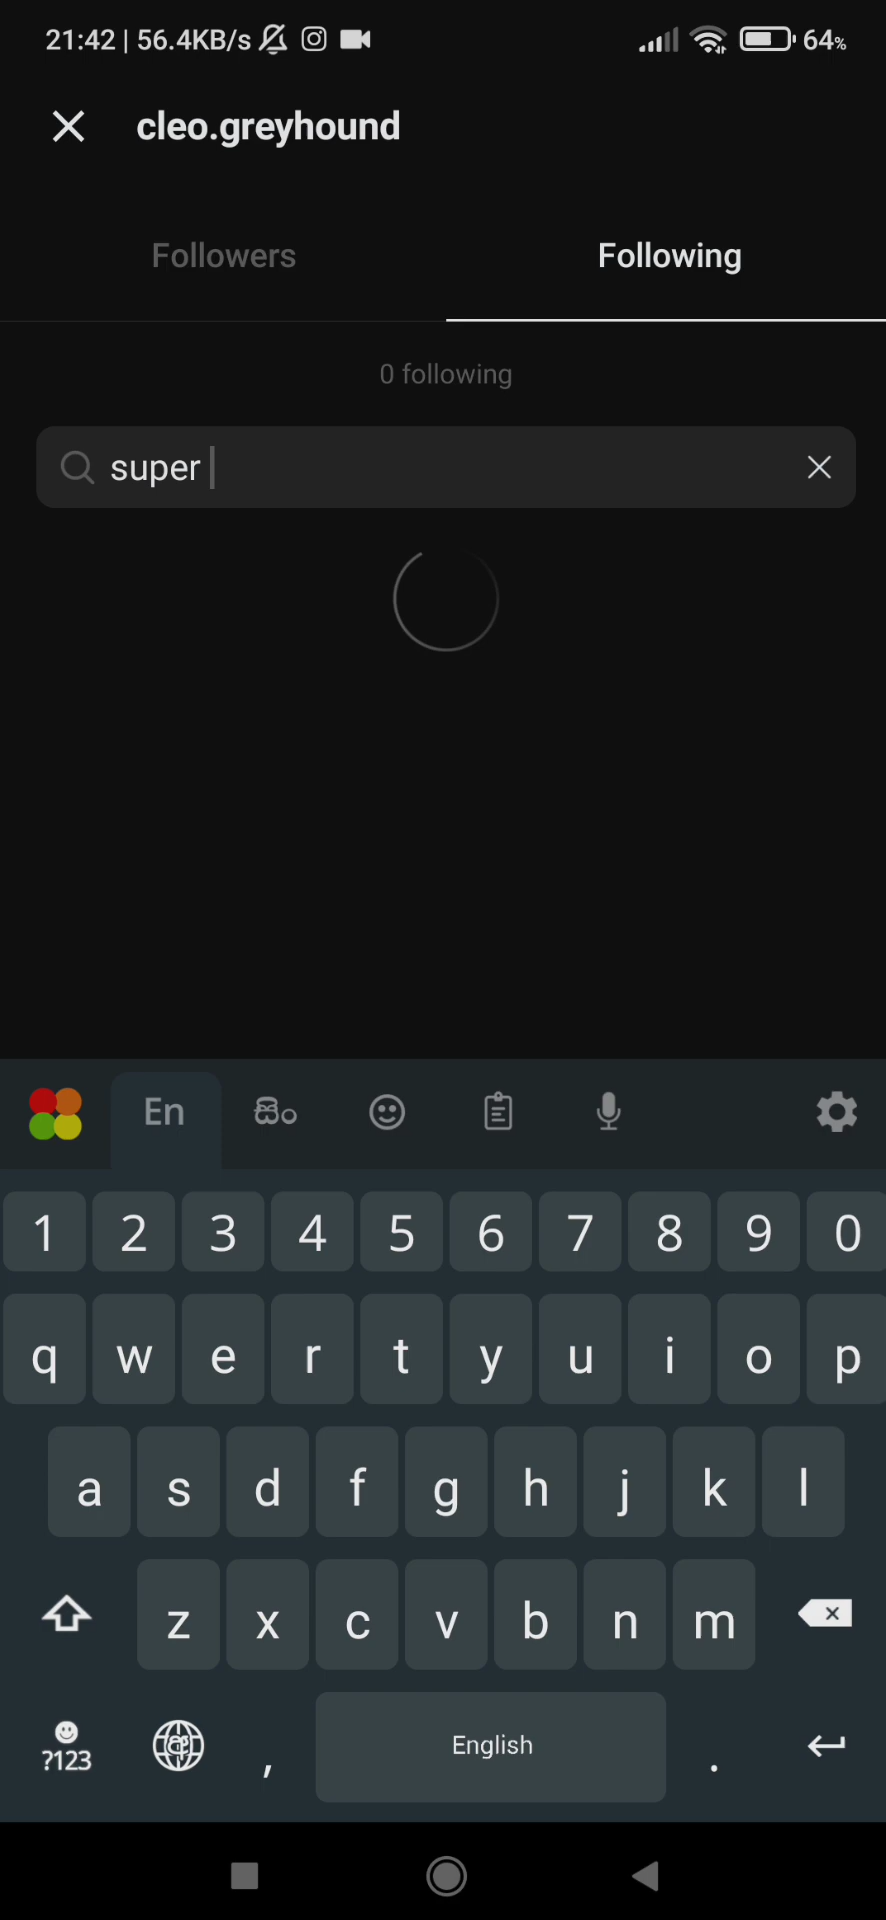 21:42 | 56.4KB/s 64%
cleo.greyhound
Followers Following
0 following
super
En සිං
1 2 3 4 5 6 7 8 9 0
q w e r t y u i o p
a s d f g h j k l
z x c v b n m
?123 , English .